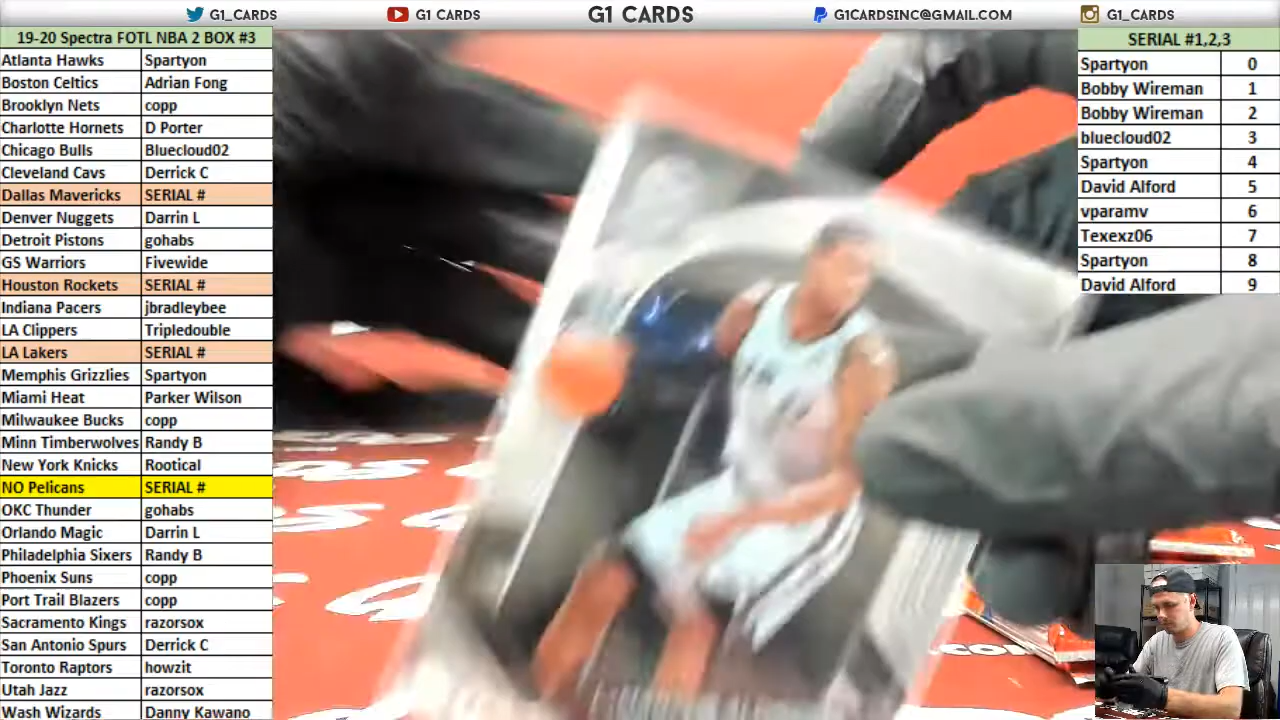 G1_CARDS
G1 CARDS
G1 CARDS
G1CARDSINC@GMAIL.COM
G1_CARDS
19-20 Spectra FOTL NBA 2 BOX #3
Atlanta Hawks Spartyon
Boston Celtics Adrian Fong
Brooklyn Nets copp
Charlotte Hornets D Porter
Chicago Bulls Bluecloud02
Cleveland Cavs Derrick C
Dallas Mavericks SERIAL #
Denver Nuggets Darrin L
Detroit Pistons gohabs
GS Warriors Fivewide
Houston Rockets SERIAL #
Indiana Pacers jbradleybee
LA Clippers Tripledouble
LA Lakers SERIAL #
Memphis Grizzlies Spartyon
Miami Heat Parker Wilson
Milwaukee Bucks copp
Minn Timberwolves Randy B
New York Knicks Rootical
NO Pelicans SERIAL #
OKC Thunder gohabs
Orlando Magic Darrin L
Philadelphia Sixers Randy B
Phoenix Suns copp
Port Trail Blazers copp
Sacramento Kings razorsox
San Antonio Spurs Derrick C
Toronto Raptors howzit
Utah Jazz razorsox
Wash Wizards Danny Kawano
SERIAL #1,2,3
Spartyon 0
Bobby Wireman 1
Bobby Wireman 2
bluecloud02 3
Spartyon 4
David Alford 5
vparamv 6
Texexz06 7
Spartyon 8
David Alford 9
.com